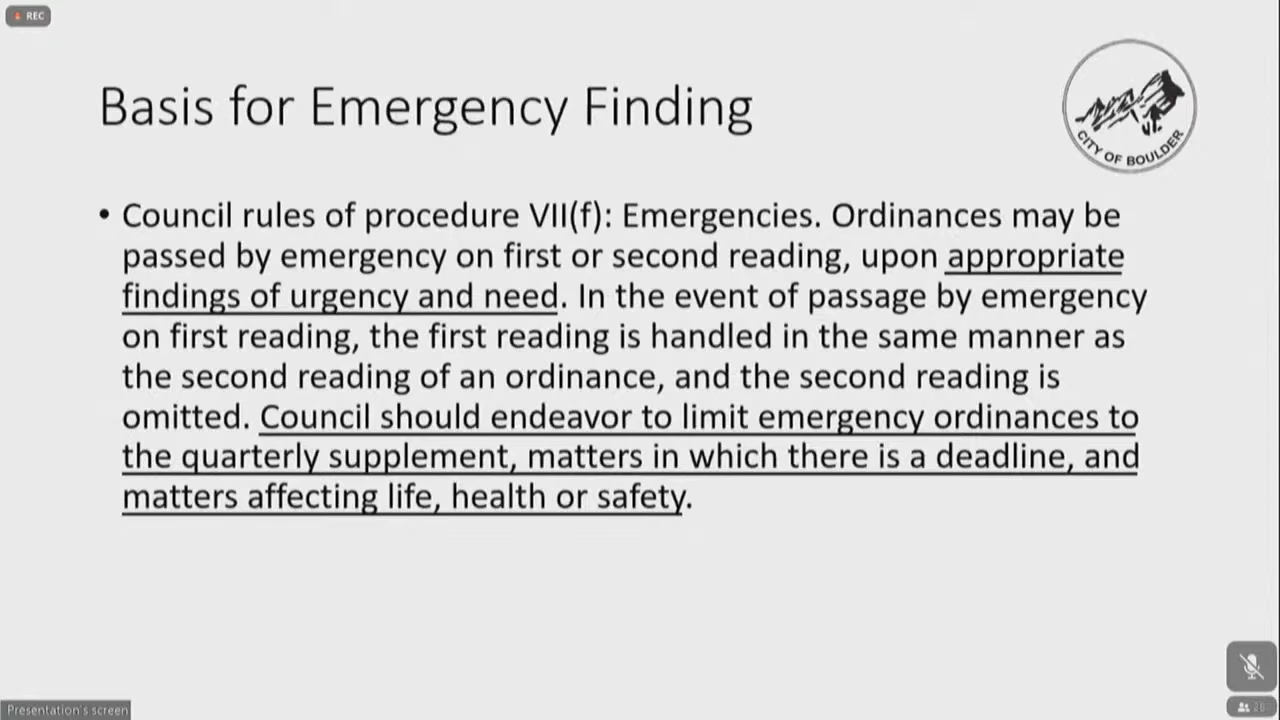 REC
Basis for Emergency Finding
CITY OF BOULDER
• Council rules of procedure VII(f): Emergencies. Ordinances may be
passed by emergency on first or second reading, upon appropriate
findings of urgency and need. In the event of passage by emergency
on first reading, the first reading is handled in the same manner as
the second reading of an ordinance, and the second reading is
omitted. Council should endeavor to limit emergency ordinances to
the quarterly supplement, matters in which there is a deadline, and
matters affecting life, health or safety.
Presentation's screen